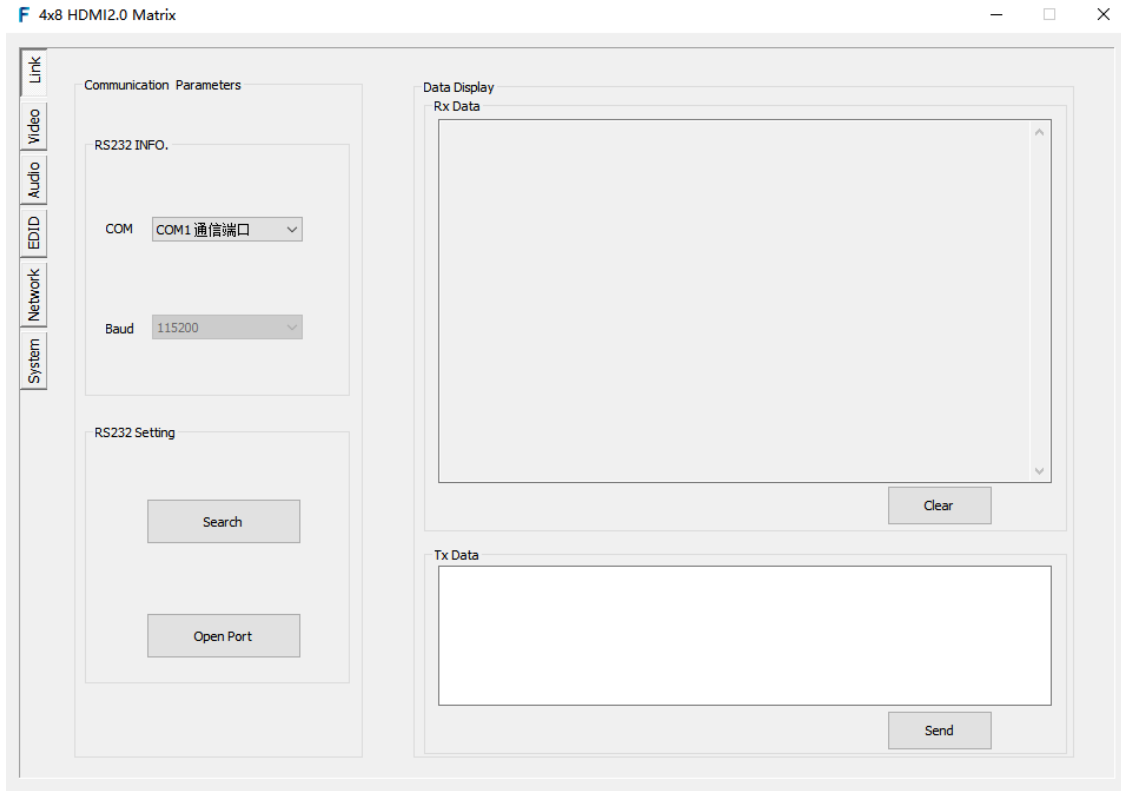 F 4x8 HDMI2.0 Matrix
Link
Video
Audio
EDID
Network
System
Communication Parameters
RS232 INFO.
COM
COM1 通信端口
Baud
115200
RS232 Setting
Search
Open Port
Data Display
Rx Data
Clear
Tx Data
Send